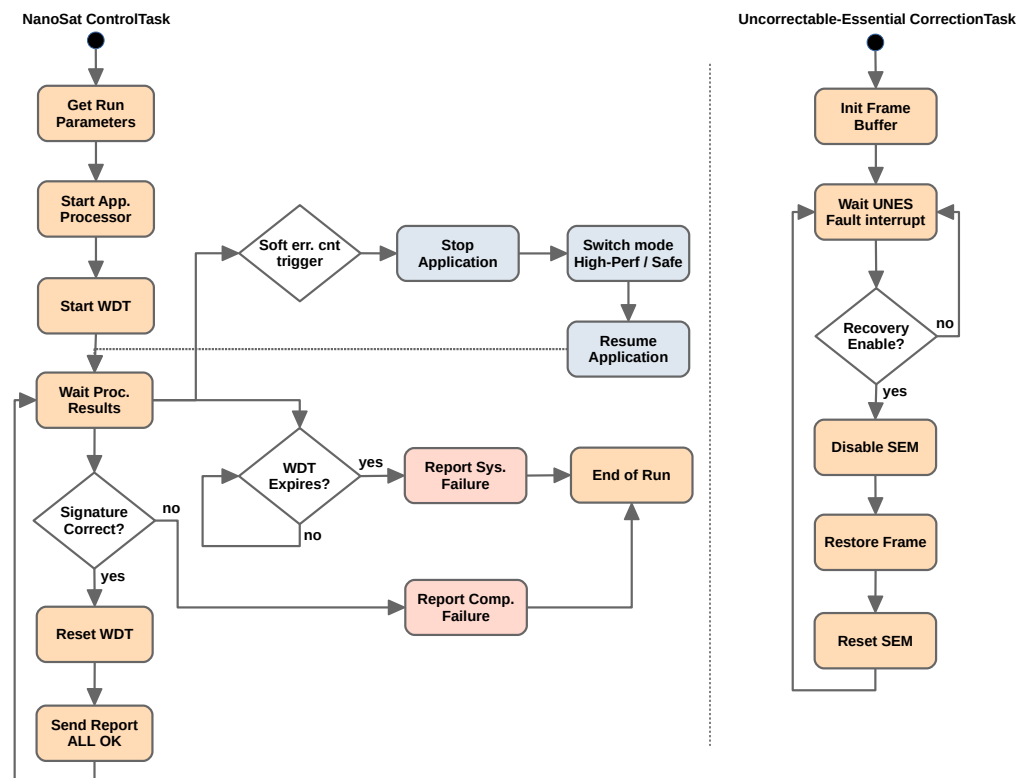 NanoSat ControlTask
Get Run
Parameters
Start App.
Processor
Start WDT
Wait Proc.
Results
Signature
Correct?
no
yes
Reset WDT
Send Report
ALL OK
Soft err. cnt
trigger
Stop
Application
Switch mode
High-Perf / Safe
Resume
Application
WDT
Expires?
yes
no
Report Sys.
Failure
End of Run
Report Comp.
Failure
Uncorrectable-Essential CorrectionTask
Init Frame
Buffer
Wait UNES
Fault interrupt
Recovery
Enable?
no
yes
Disable SEM
Restore Frame
Reset SEM